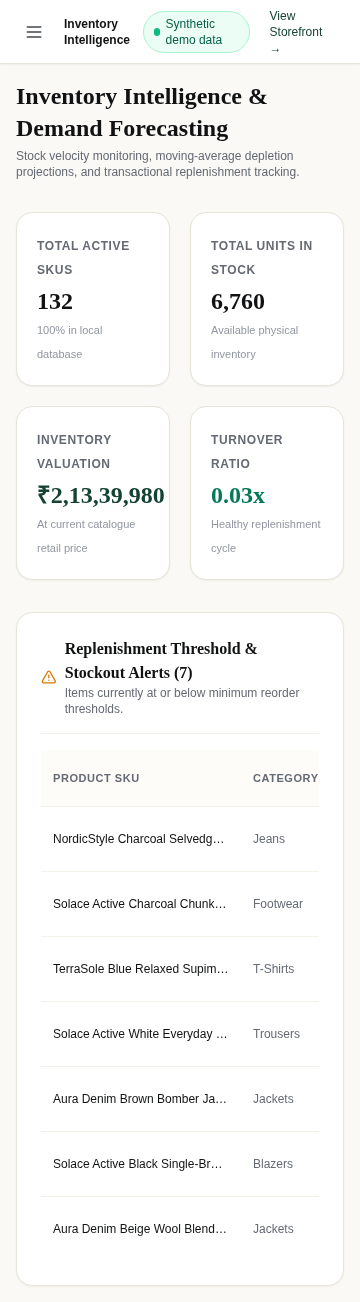 Inventory
Intelligence
Synthetic
demo data
View
Storefront
→
Inventory Intelligence &
Demand Forecasting
Stock velocity monitoring, moving-average depletion
projections, and transactional replenishment tracking.
TOTAL ACTIVE
SKUS
132
100% in local
database
TOTAL UNITS IN
STOCK
6,760
Available physical
inventory
INVENTORY
VALUATION
₹2,13,39,980
At current catalogue
retail price
TURNOVER
RATIO
0.03x
Healthy replenishment
cycle
Replenishment Threshold &
Stockout Alerts (7)
Items currently at or below minimum reorder
thresholds.
PRODUCT SKU CATEGORY
NordicStyle Charcoal Selvedg… Jeans
Solace Active Charcoal Chunk… Footwear
TerraSole Blue Relaxed Supim… T-Shirts
Solace Active White Everyday … Trousers
Aura Denim Brown Bomber Ja… Jackets
Solace Active Black Single-Br… Blazers
Aura Denim Beige Wool Blend… Jackets